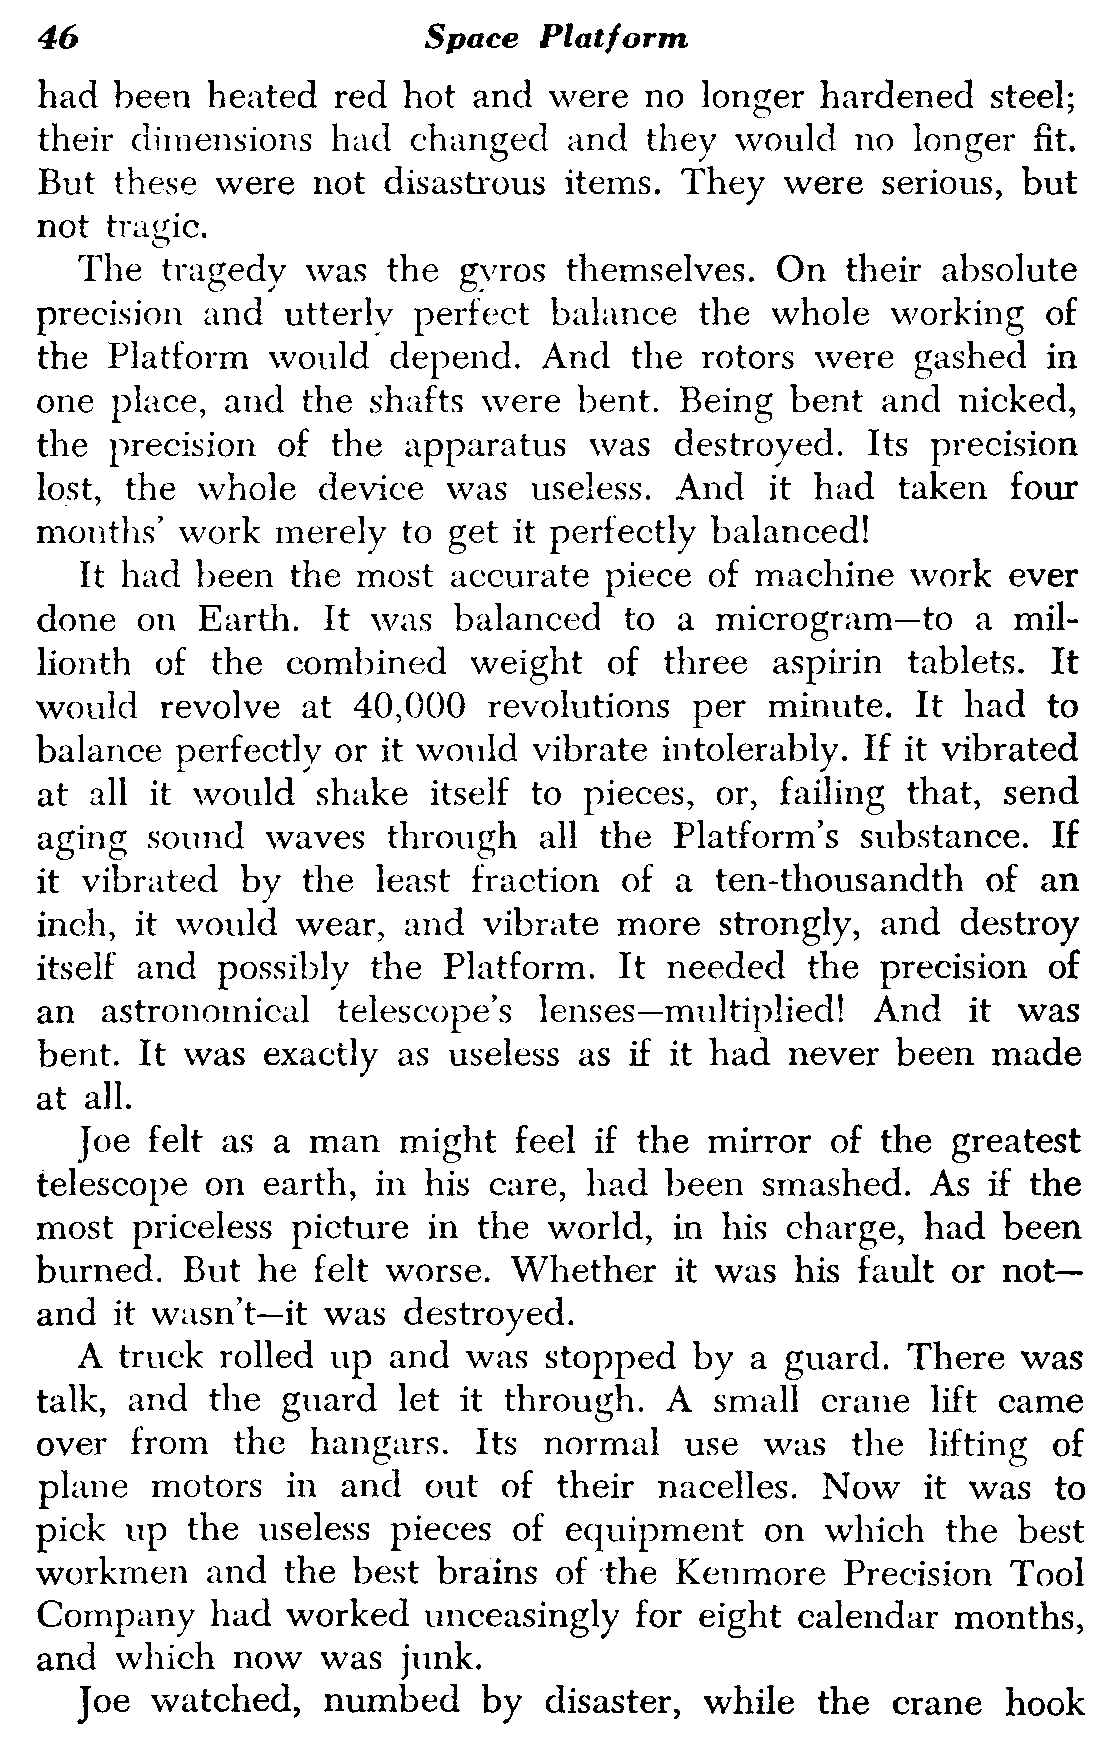 46 Space Platform
had been heated red hot and were no longer hardened steel;
their dimensions had changed and they would no longer fit.
But these were not disastrous items. They were serious, but
not tragic.
The tragedy was the gyros themselves. On their absolute
precision and utterly perfect balance the whole working of
the Platform would depend. And the rotors were gashed in
one place, and the shafts were bent. Being bent and nicked,
the precision of the apparatus was destroyed. Its precision
lost, the whole device was useless. And it had taken four
months' work merely to get it perfectly balanced!
It had been the most accurate piece of machine work ever
done on Earth. It was balanced to a microgram—to a mil-
lionth of the combined weight of three aspirin tablets. It
would revolve at 40,000 revolutions per minute. It had to
balance perfectly or it would vibrate intolerably. If it vibrated
at all it would shake itself to pieces, or, failing that, send
aging sound waves through all the Platform's substance. If
it vibrated by the least fraction of a ten-thousandth of an
inch, it would wear, and vibrate more strongly, and destroy
itself and possibly the Platform. It needed the precision of
an astronomical telescope's lenses—multiplied! And it was
bent. It was exactly as useless as if it had never been made
at all.
Joe felt as a man might feel if the mirror of the greatest
telescope on earth, in his care, had been smashed. As if the
most priceless picture in the world, in his charge, had been
burned. But he felt worse. Whether it was his fault or not—
and it wasn't—it was destroyed.
A truck rolled up and was stopped by a guard. There was
talk, and the guard let it through. A small crane lift came
over from the hangars. Its normal use was the lifting of
plane motors in and out of their nacelles. Now it was to
pick up the useless pieces of equipment on which the best
workmen and the best brains of the Kenmore Precision Tool
Company had worked unceasingly for eight calendar months,
and which now was junk.
Joe watched, numbed by disaster, while the crane hook